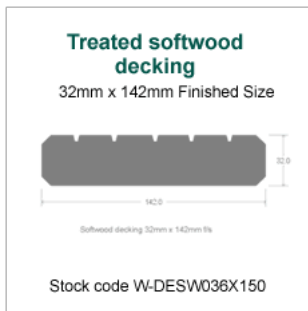 Treated softwood
decking
32mm x 142mm Finished Size
32.0
142.0
Softwood decking 32mm x 142mm f/s
Stock code W-DESW036X150